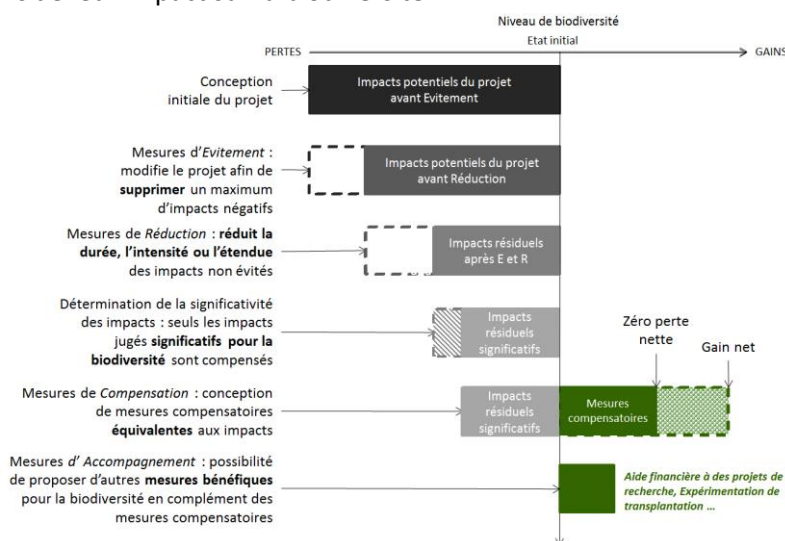 Niveau de biodiversité
Etat initial
PERTES
GAINS
Conception
initiale du projet
Impacts potentiels du projet
avant Evitement
Mesures d'Evitement :
modifie le projet afin de
supprimer un maximum
d'impacts négatifs
Impacts potentiels du projet
avant Réduction
Mesures de Réduction : réduit la
durée, l'intensité ou l'étendue
des impacts non évités
Impacts résiduels
après E et R
Détermination de la significativité
des impacts : seuls les impacts
jugés significatifs pour la
biodiversité sont compensés
Impacts
résiduels
significatifs
Zéro perte
nette
Gain net
Mesures de Compensation : conception
de mesures compensatoires
équivalentes aux impacts
Impacts
résiduels
significatifs
Mesures
compensatoires
Mesures d' Accompagnement : possibilité
de proposer d'autres mesures bénéfiques
pour la biodiversité en complément des
mesures compensatoires
Aide financière à des projets de
recherche, Expérimentation de
transplantation ...